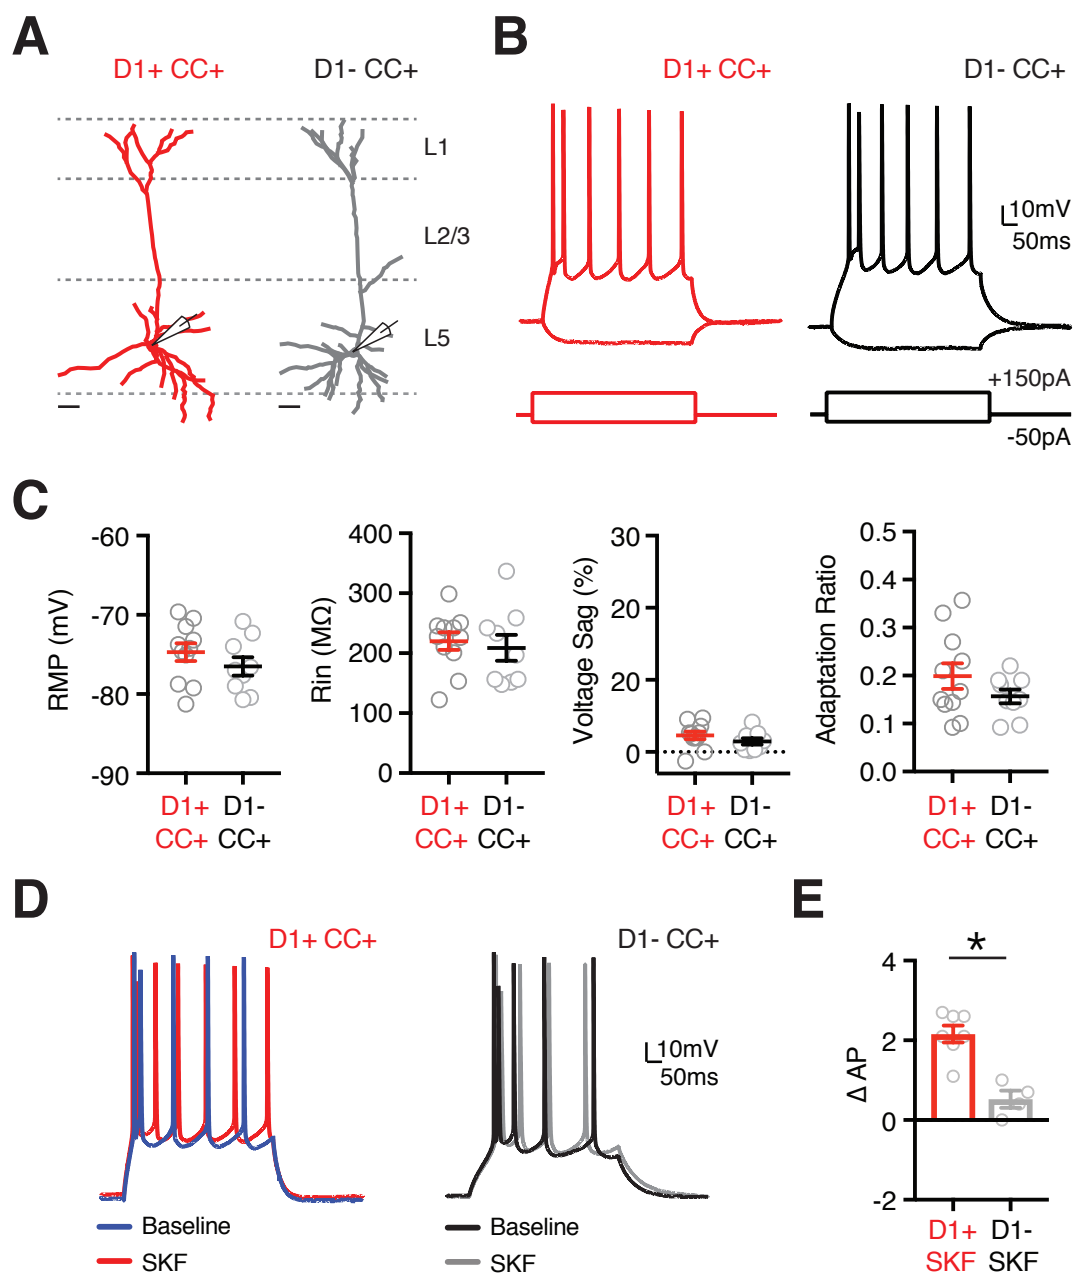 A
D1+ CC+
D1- CC+
L1
L2/3
L5
B
D1+ CC+
D1- CC+
10mV
50ms
+150pA
-50pA
C
RMP (mV)
-60
-70
-80
-90
D1+ D1-
CC+ CC+
Rin (MΩ)
400
300
200
100
0
D1+ D1-
CC+ CC+
Voltage Sag (%)
30
20
20
0
D1+ D1-
CC+ CC+
Adaptation Ratio
0.5
0.4
0.3
0.2
0.1
0.0
D1+ D1-
CC+ CC+
D
D1+ CC+
D1- CC+
10mV
50ms
Baseline
SKF
Baseline
SKF
E
*
Δ AP
4
2
0
-2
D1+ D1-
SKF SKF